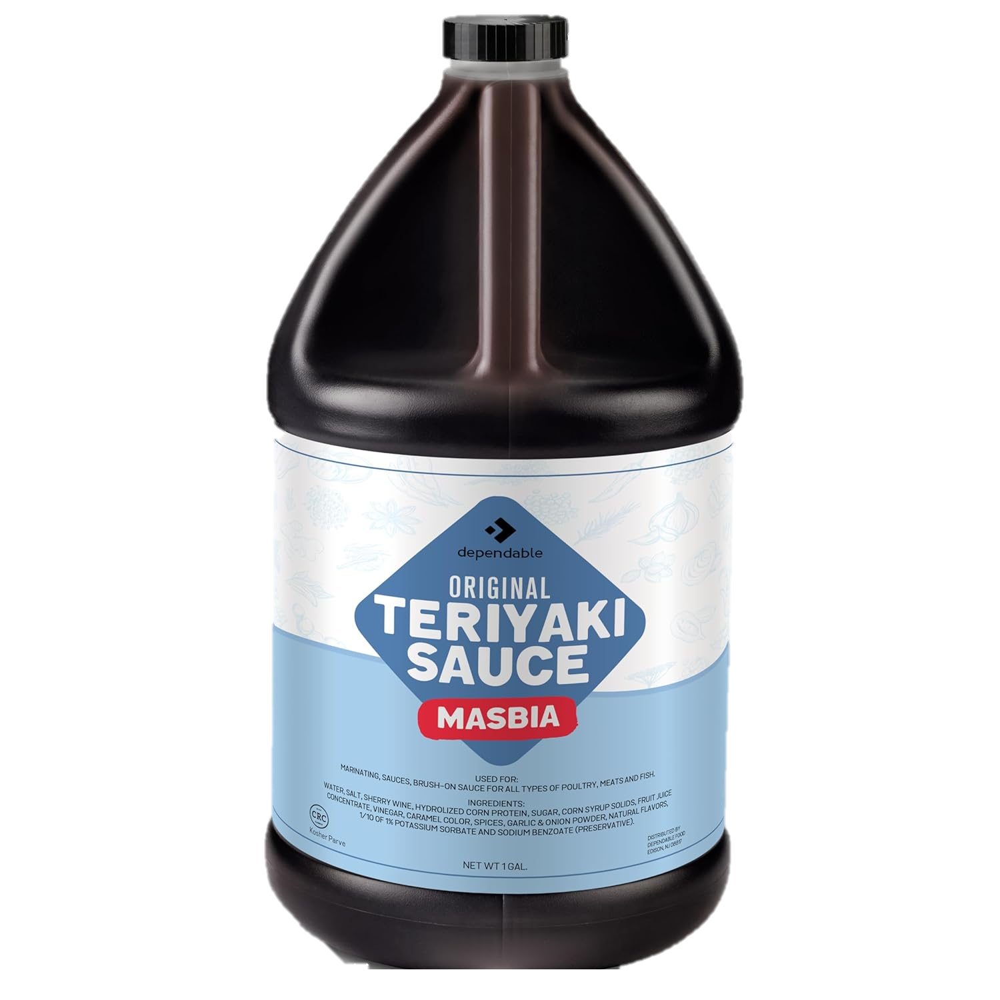 dependable
ORIGINAL
TERIYAKI
SAUCE
MASBIA
USED FOR:
MARINATING, SAUCES, BRUSH-ON SAUCE FOR ALL TYPES OF POULTRY, MEATS AND FISH.
INGREDIENTS:
WATER, SALT, SHERRY WINE, HYDROLIZED CORN PROTEIN, SUGAR, CORN SYRUP SOLIDS, FRUIT JUICE
CONCENTRATE, VINEGAR, CARAMEL COLOR, SPICES, GARLIC & ONION POWDER, NATURAL FLAVORS,
1/10 OF 1% POTASSIUM SORBATE AND SODIUM BENZOATE (PRESERVATIVE).
CRC
Kosher Parve
DISTRIBUTED BY
DEPENDABLE FOOD
EDISON, NJ 08817
NET WT 1 GAL.